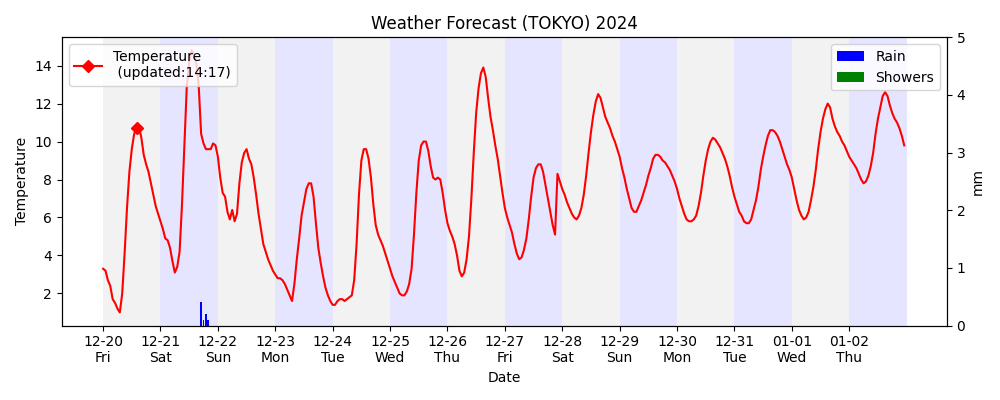 Weather Forecast (TOKYO) 2024
Temperature
(updated:14:17)
Rain
Showers
Temperature
14
12
10
8
6
4
2
5
4
3
2
1
0
mm
12-20 12-21 12-22 12-23 12-24 12-25 12-26 12-27 12-28 12-29 12-30 12-31 01-01 01-02
Fri Sat Sun Mon Tue Wed Thu Fri Sat Sun Mon Tue Wed Thu
Date